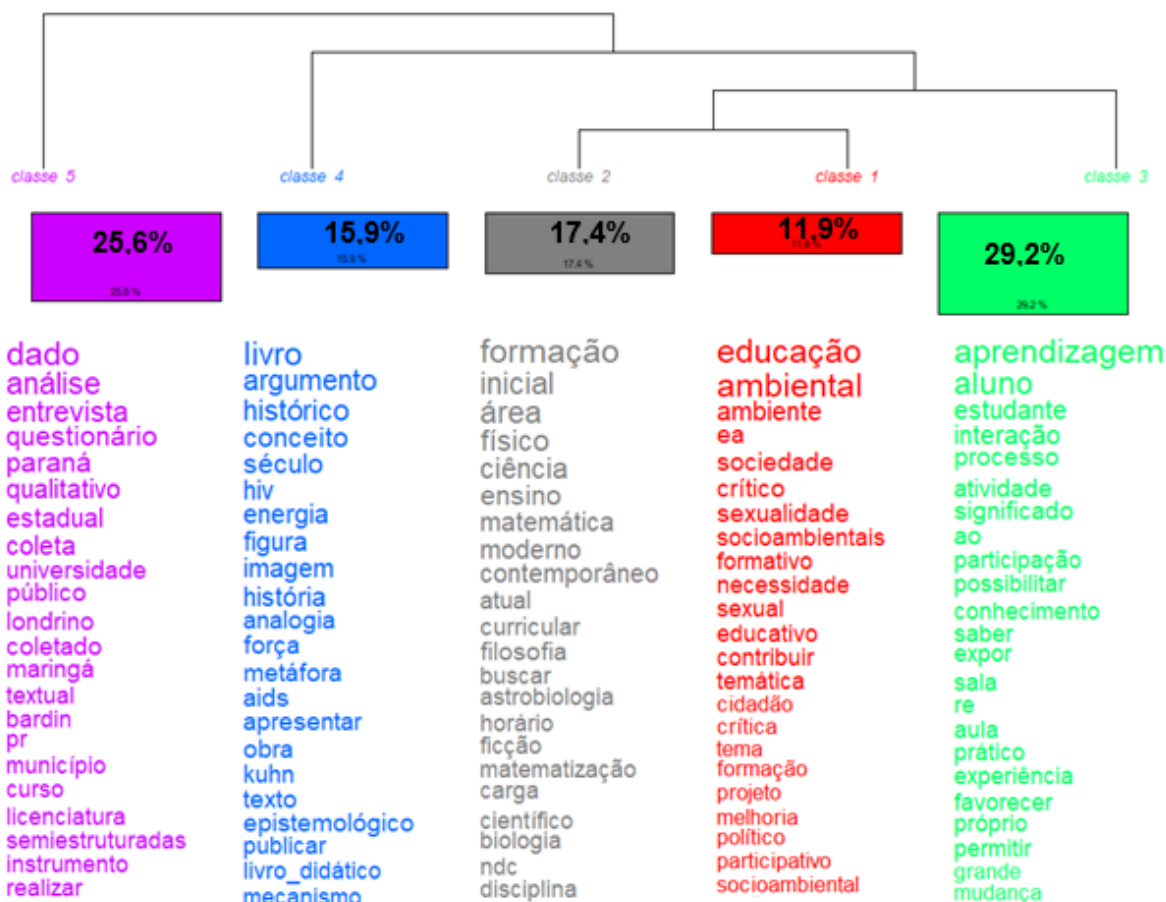 classe 5
classe 4
classe 2
classe 1
classe 3
25,6%
25,6 %
15,9%
15,9 %
17,4%
17,4 %
11,9%
11,9 %
29,2%
29,2 %
dado
análise
entrevista
questionário
paraná
qualitativo
estadual
coleta
universidade
público
londrino
coletado
maringá
textual
bardin
pr
município
curso
licenciatura
semiestruturadas
instrumento
realizar
livro
argumento
histórico
conceito
século
hiv
energia
figura
imagem
história
analogia
força
metáfora
aids
apresentar
obra
kuhn
texto
epistemológico
publicar
livro_didático
mecanismo
formação
inicial
área
físico
ciência
ensino
matemática
moderno
contemporâneo
atual
curricular
filosofia
buscar
astrobiologia
horário
ficção
matematização
carga
científico
biologia
ndc
disciplina
educação
ambiental
ambiente
ea
sociedade
crítico
sexualidade
socioambientais
formativo
necessidade
sexual
educativo
contribuir
temática
cidadão
crítica
tema
formação
projeto
melhoria
político
participativo
socioambiental
aprendizagem
aluno
estudante
interação
processo
atividade
significado
ao
participação
possibilitar
conhecimento
saber
expor
sala
re
aula
prático
experiência
favorecer
próprio
permitir
grande
mudança